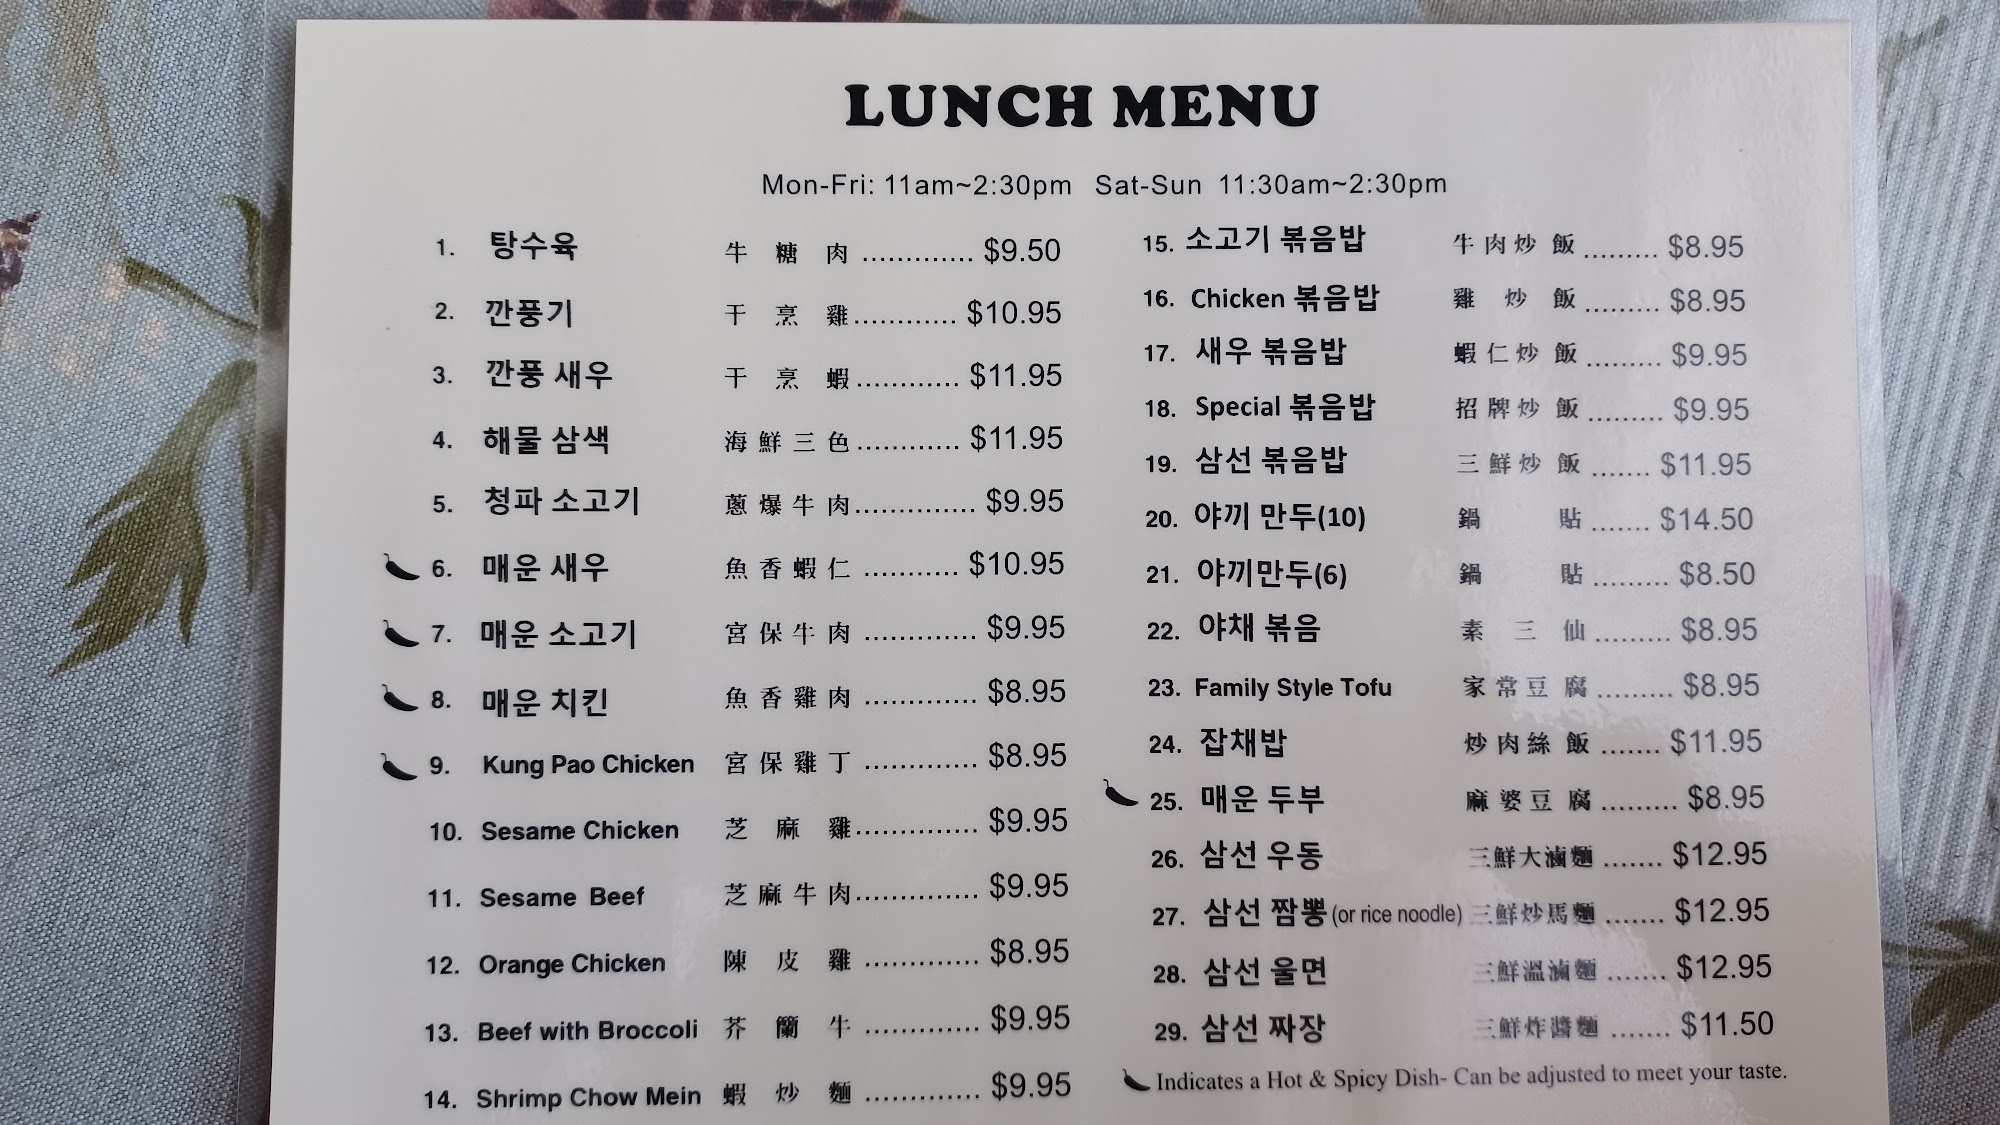 LUNCH MENU
Mon-Fri: 11am~2:30pm Sat-Sun 11:30am~2:30pm
1. 탕수육 牛糖肉 ............. $9.50
2. 깐풍기 干烹雞............ $10.95
3. 깐풍 새우 干烹蝦............ $11.95
4. 해물 삼색 海鮮三色............ $11.95
5. 청파 소고기 蔥爆牛肉.............. $9.95
6. 매운 새우 魚香蝦仁 ........... $10.95
7. 매운 소고기 宮保牛肉 ............. $9.95
8. 매운 치킨 魚香雞肉 ............. $8.95
9. Kung Pao Chicken 宮保雞丁 ............. $8.95
10. Sesame Chicken 芝麻雞.............. $9.95
11. Sesame Beef 芝麻牛肉.............. $9.95
12. Orange Chicken 陳皮雞 ............. $8.95
13. Beef with Broccoli 芥蘭牛 ............. $9.95
14. Shrimp Chow Mein 蝦炒麵 ............. $9.95
15. 소고기 볶음밥 牛肉炒飯 ......... $8.95
16. Chicken 볶음밥 雞炒飯 ......... $8.95
17. 새우 볶음밥 蝦仁炒飯 ......... $9.95
18. Special 볶음밥 招牌炒飯 ......... $9.95
19. 삼선 볶음밥 三鮮炒飯 ....... $11.95
20. 야끼 만두(10) 鍋貼 ....... $14.50
21. 야끼만두(6) 鍋貼 ......... $8.50
22. 야채 볶음 素三仙 ......... $8.95
23. Family Style Tofu 家常豆腐 ......... $8.95
24. 잡채밥 炒肉絲飯 ....... $11.95
25. 매운 두부 麻婆豆腐 ......... $8.95
26. 삼선 우동 三鮮大滷麵 ....... $12.95
27. 삼선 짬뽕 (or rice noodle) 三鮮炒馬麵 ....... $12.95
28. 삼선 울면 三鮮溫滷麵 ....... $12.95
29. 삼선 짜장 三鮮炸醬麵 ....... $11.50
Indicates a Hot & Spicy Dish- Can be adjusted to meet your taste.